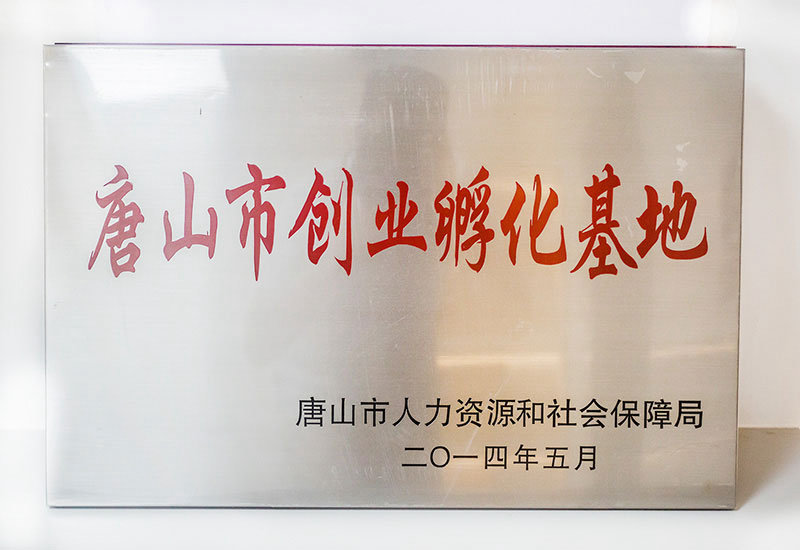 唐山市创业孵化基地
唐山市人力资源和社会保障局
二〇一四年五月